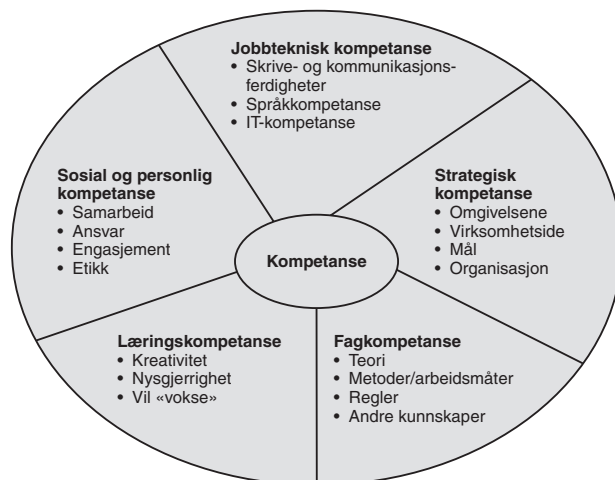 Jobbteknisk kompetanse
• Skrive- og kommunikasjons-
ferdigheter
• Språkkompetanse
• IT-kompetanse
Sosial og personlig
kompetanse
• Samarbeid
• Ansvar
• Engasjement
• Etikk
Strategisk
kompetanse
• Omgivelsene
• Virksomhetside
• Mål
• Organisasjon
Kompetanse
Læringskompetanse
• Kreativitet
• Nysgjerrighet
• Vil «vokse»
Fagkompetanse
• Teori
• Metoder/arbeidsmåter
• Regler
• Andre kunnskaper